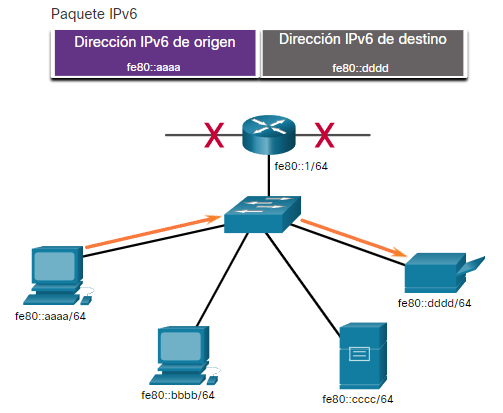 Paquete IPv6
Dirección IPv6 de origen
fe80::aaaa
Dirección IPv6 de destino
fe80::dddd
fe80::1/64
fe80::aaaa/64
fe80::dddd/64
fe80::bbbb/64
fe80::cccc/64